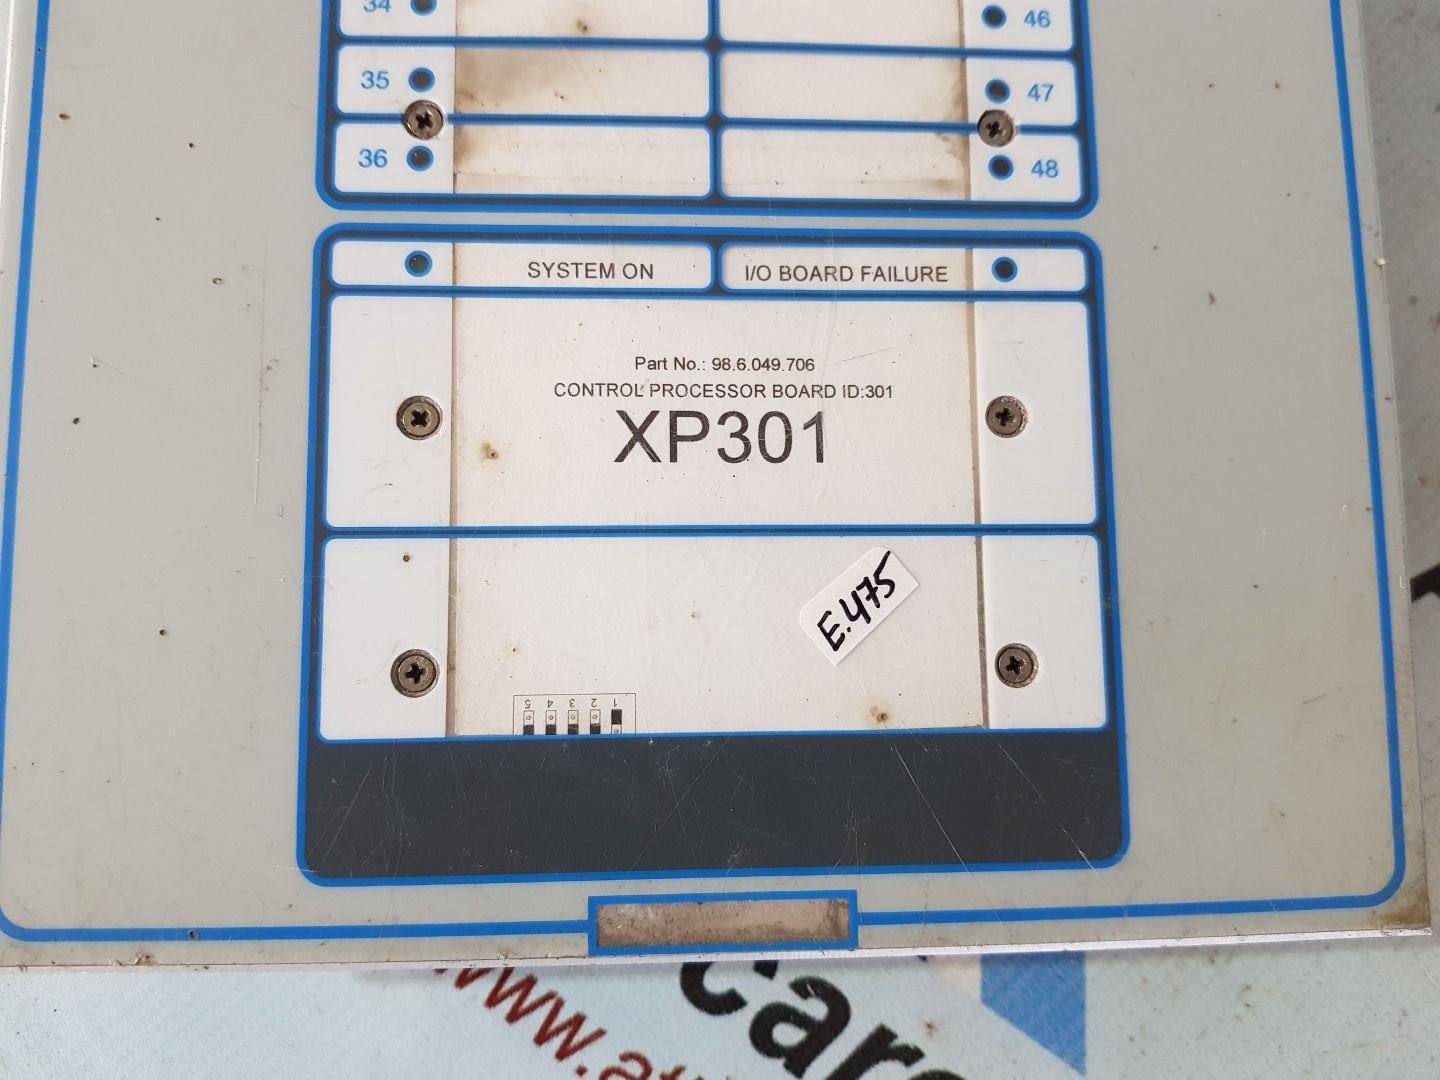 34
46
35
47
36
48
SYSTEM ON
I/O BOARD FAILURE
Part No.: 98.6.049.706
CONTROL PROCESSOR BOARD ID:301
XP301
E.475
5 4 3 2 1